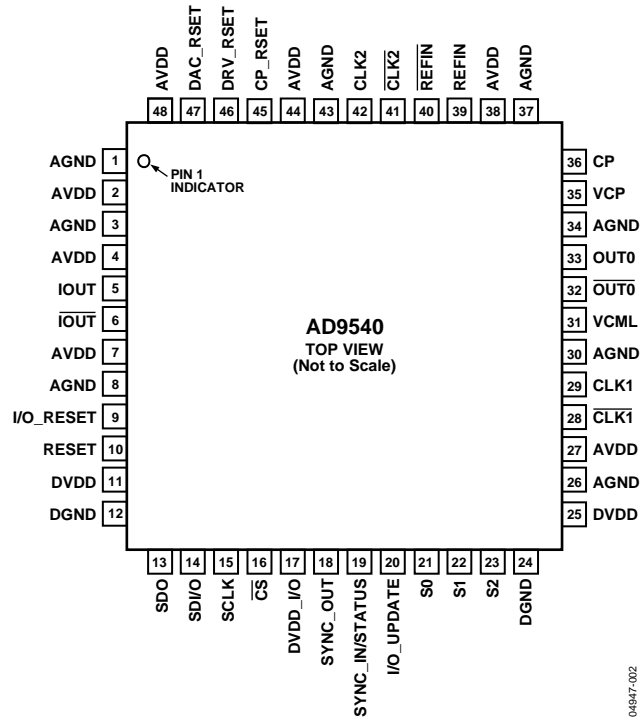 AVDD
DAC_RSET
DRV_RSET
CP_RSET
AVDD
AGND
CLK2
CLK2
REFIN
REFIN
AVDD
AGND
48 47 46 45 44 43 42 41 40 39 38 37
PIN 1
INDICATOR
AGND 1
AVDD 2
AGND 3
AVDD 4
IOUT 5
IOUT 6
AVDD 7
AGND 8
I/O_RESET 9
RESET 10
DVDD 11
DGND 12
AD9540
TOP VIEW
(Not to Scale)
36 CP
35 VCP
34 AGND
33 OUT0
32 OUT0
31 VCML
30 AGND
29 CLK1
28 CLK1
27 AVDD
26 AGND
25 DVDD
13 14 15 16 17 18 19 20 21 22 23 24
SDO
SDI/O
SCLK
CS
DVDD_I/O
SYNC_OUT
SYNC_IN/STATUS
I/O_UPDATE
S0
S1
S2
DGND
04947-002